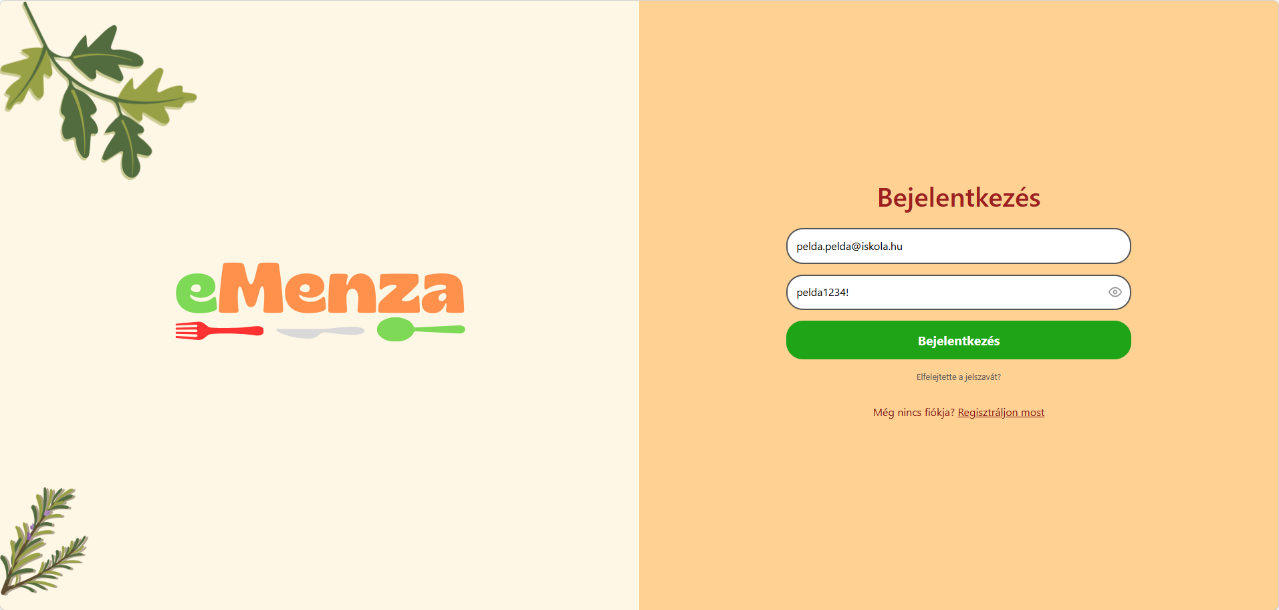 eMenza
Bejelentkezés
pelda.pelda@iskola.hu
pelda1234!
Bejelentkezés
Elfelejtette a jelszavát?
Még nincs fiókja? Regisztráljon most